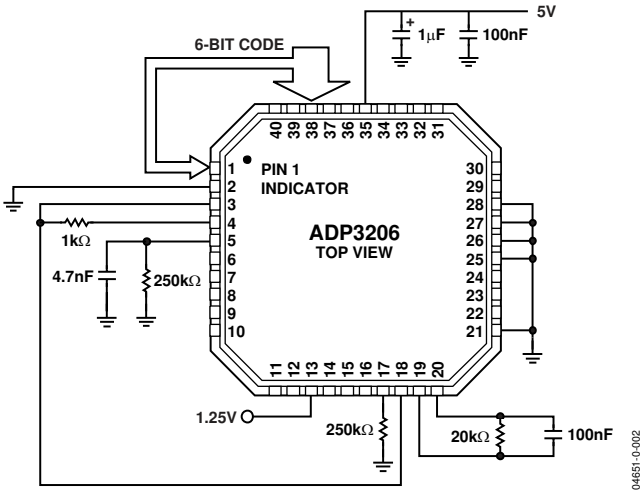 5V
+
1µF
100nF
6-BIT CODE
40 39 38 37 36 35 34 33 32 31
1
2
3
4
5
6
7
8
9
10
PIN 1
INDICATOR
ADP3206
TOP VIEW
30
29
28
27
26
25
24
23
22
21
1kΩ
4.7nF
250kΩ
11 12 13 14 15 16 17 18 19 20
1.25V
250kΩ
20kΩ
100nF
04651-0-002